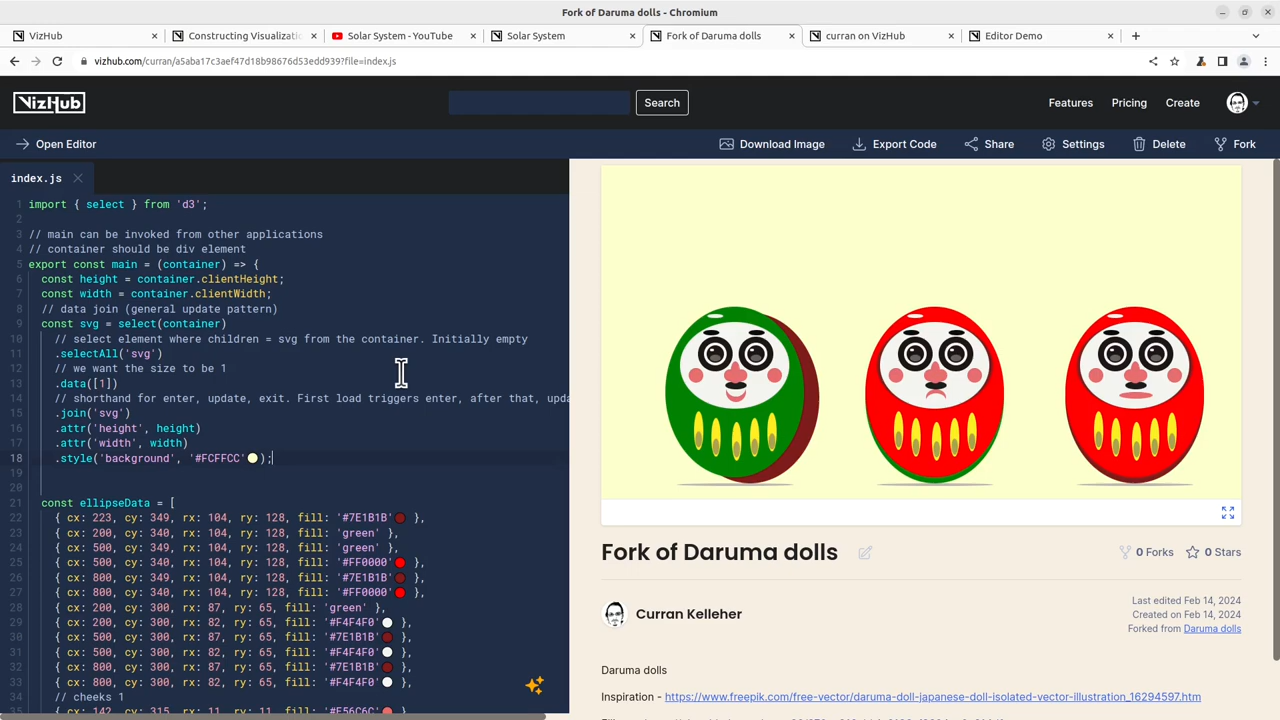 Fork of Daruma dolls - Chromium
VizHub
Constructing Visualizatio
Solar System - YouTube
Solar System
Fork of Daruma dolls
curran on VizHub
Editor Demo
vizhub.com/curran/a5aba17c3aef47d18b98676d53edd939?file=index.js
VizHub
Search
Features
Pricing
Create
Open Editor
Download Image
Export Code
Share
Settings
Delete
Fork
index.js
1 import { select } from 'd3';
2
3 // main can be invoked from other applications
4 // container should be div element
5 export const main = (container) => {
6 const height = container.clientHeight;
7 const width = container.clientWidth;
8 // data join (general update pattern)
9 const svg = select(container)
10 // select element where children = svg from the container. Initially empty
11 .selectAll('svg')
12 // we want the size to be 1
13 .data([1])
14 // shorthand for enter, update, exit. First load triggers enter, after that, upda
15 .join('svg')
16 .attr('height', height)
17 .attr('width', width)
18 .style('background', '#FCFFCC');
19
20
21 const ellipseData = [
22 { cx: 223, cy: 349, rx: 104, ry: 128, fill: '#7E1B1B' },
23 { cx: 200, cy: 340, rx: 104, ry: 128, fill: 'green' },
24 { cx: 500, cy: 349, rx: 104, ry: 128, fill: 'green' },
25 { cx: 500, cy: 340, rx: 104, ry: 128, fill: '#FF0000' },
26 { cx: 800, cy: 349, rx: 104, ry: 128, fill: '#7E1B1B' },
27 { cx: 800, cy: 340, rx: 104, ry: 128, fill: '#FF0000' },
28 { cx: 200, cy: 300, rx: 87, ry: 65, fill: 'green' },
29 { cx: 200, cy: 300, rx: 82, ry: 65, fill: '#F4F4F0' },
30 { cx: 500, cy: 300, rx: 87, ry: 65, fill: '#7E1B1B' },
31 { cx: 500, cy: 300, rx: 82, ry: 65, fill: '#F4F4F0' },
32 { cx: 800, cy: 300, rx: 87, ry: 65, fill: '#7E1B1B' },
33 { cx: 800, cy: 300, rx: 82, ry: 65, fill: '#F4F4F0' },
34 // cheeks 1
35 { cx: 142, cy: 315, rx: 11, ry: 11, fill: '#E56C6C' },
Fork of Daruma dolls
0 Forks
0 Stars
Curran Kelleher
Last edited Feb 14, 2024
Created on Feb 14, 2024
Forked from Daruma dolls
Daruma dolls
Inspiration - https://www.freepik.com/free-vector/daruma-doll-japanese-doll-isolated-vector-illustration_16294597.htm